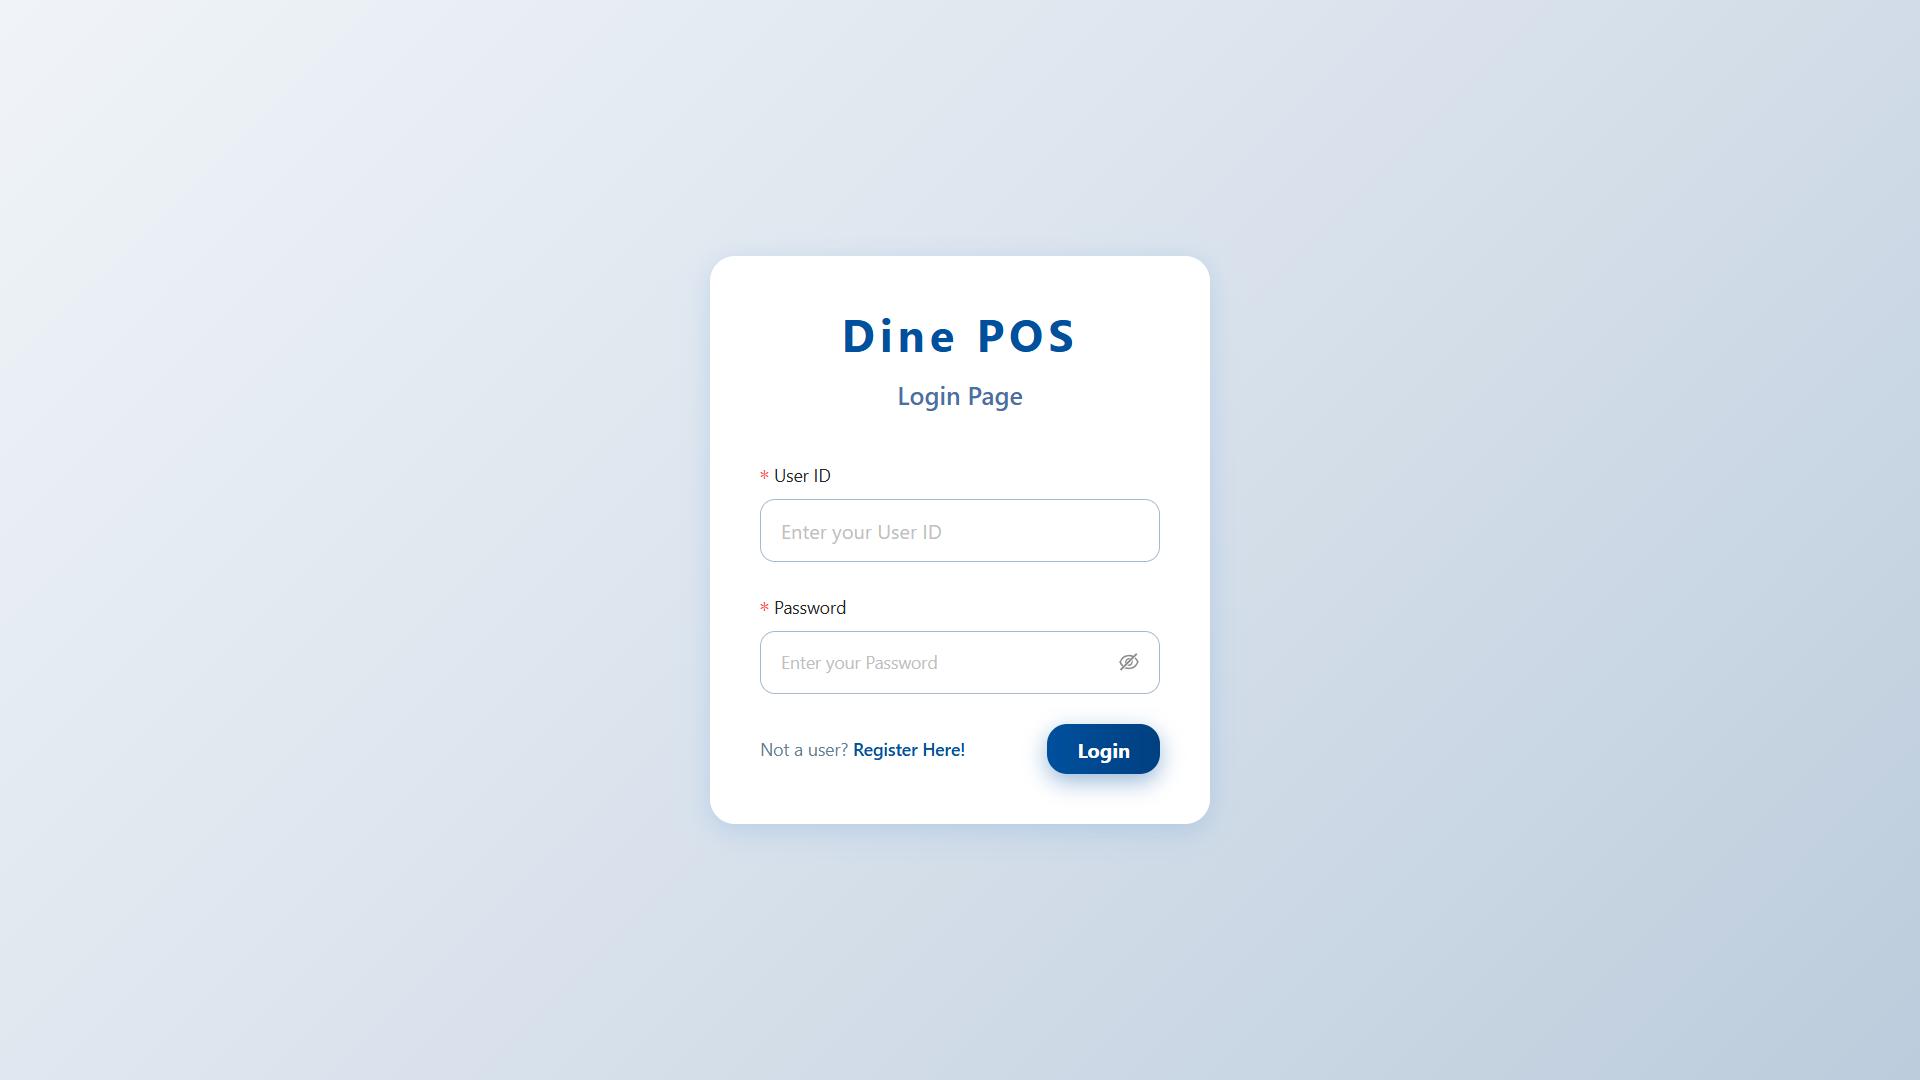 Dine POS
Login Page
* User ID
Enter your User ID
* Password
Enter your Password
Not a user? Register Here!
Login